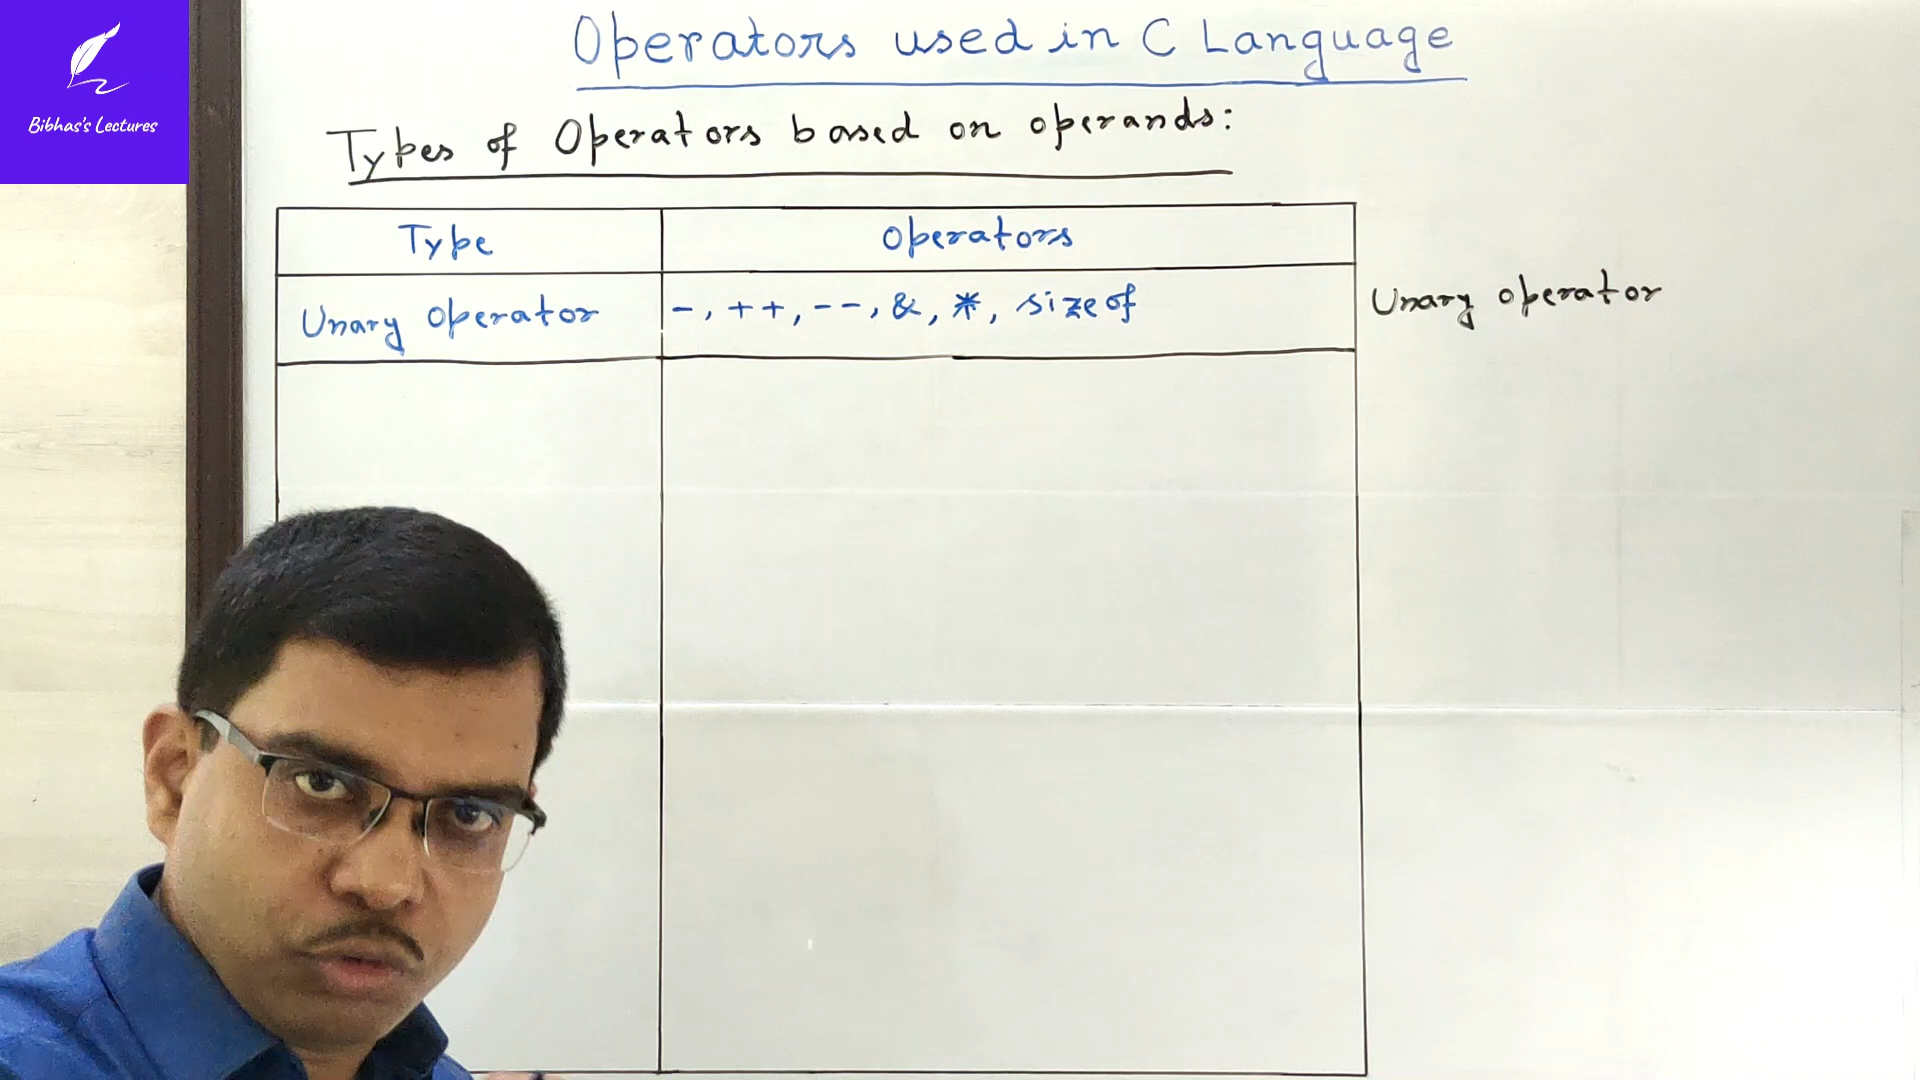 Bibhas's Lectures
Operators used in C Language
Types of Operators based on operands:
Type
Operators
Unary operator
-, ++, --, &, *, sizeof
Unary operator